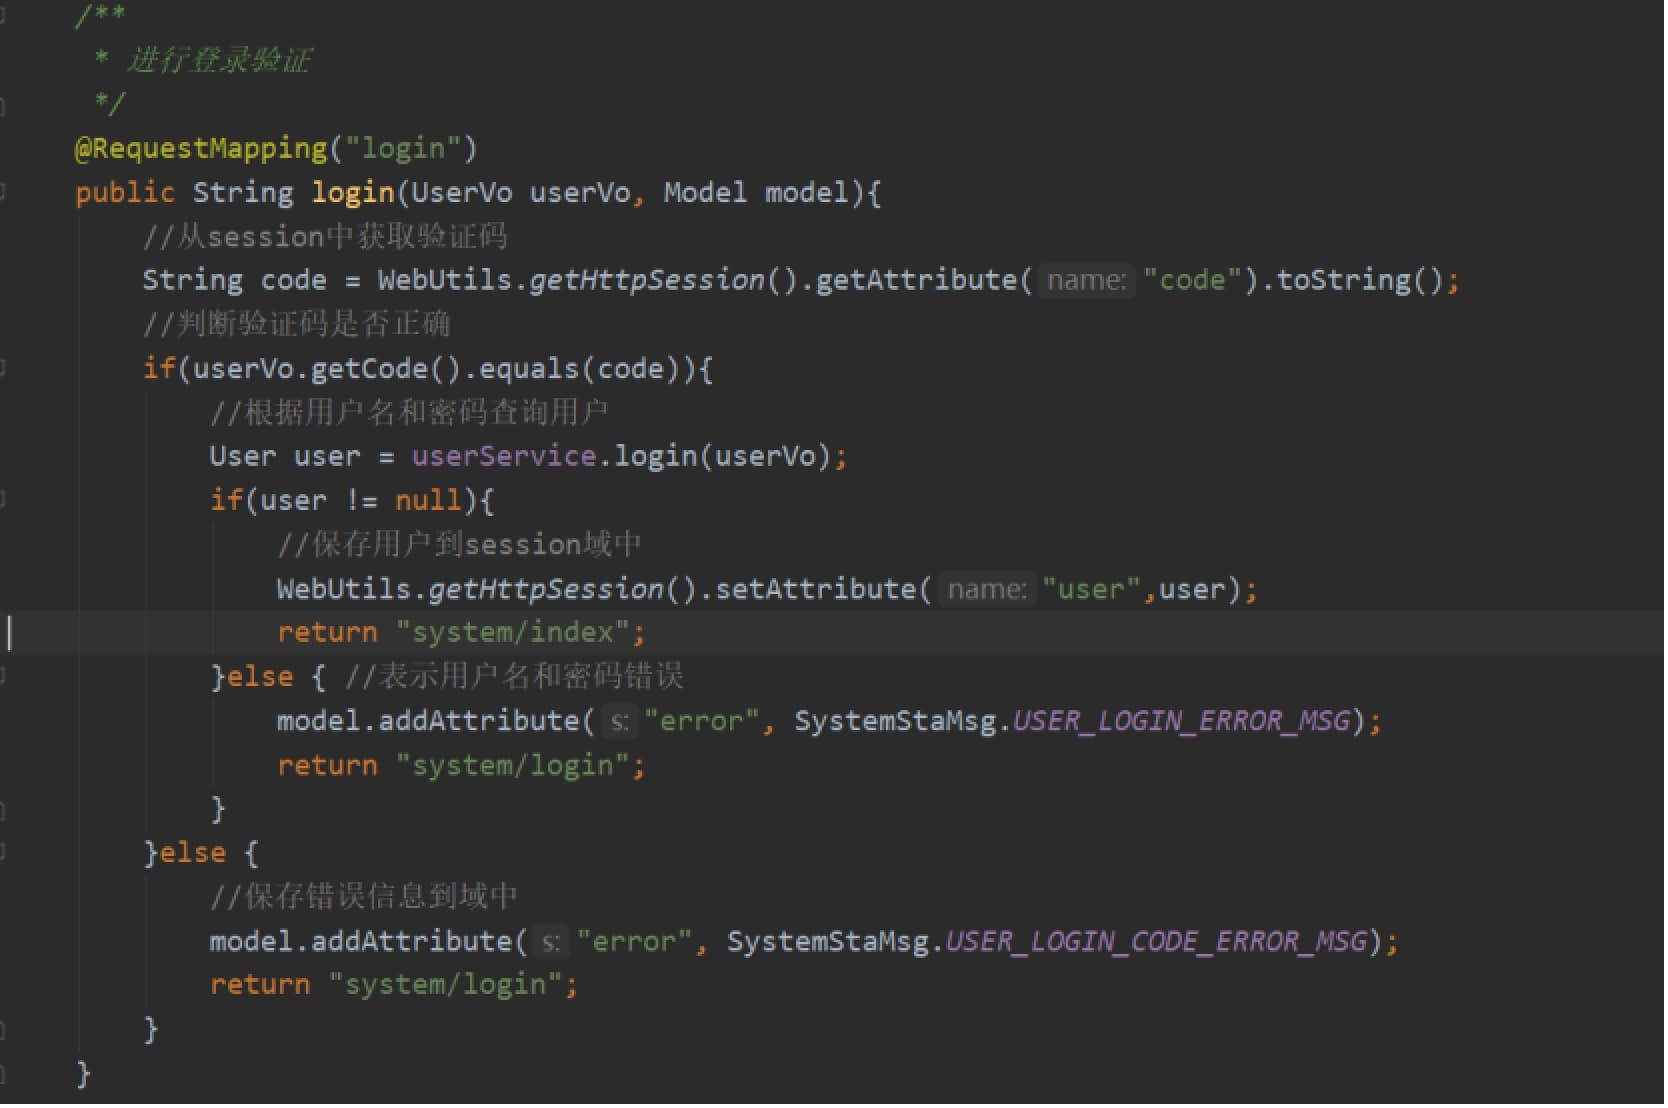 /**
 * 进行登录验证
 */
@RequestMapping("login")
public String login(UserVo userVo, Model model){
    //从session中获取验证码
    String code = WebUtils.getHttpSession().getAttribute( name: "code").toString();
    //判断验证码是否正确
    if(userVo.getCode().equals(code)){
        //根据用户名和密码查询用户
        User user = userService.login(userVo);
        if(user != null){
            //保存用户到session域中
            WebUtils.getHttpSession().setAttribute( name: "user",user);
            return "system/index";
        }else { //表示用户名和密码错误
            model.addAttribute( s: "error", SystemStaMsg.USER_LOGIN_ERROR_MSG);
            return "system/login";
        }
    }else {
        //保存错误信息到域中
        model.addAttribute( s: "error", SystemStaMsg.USER_LOGIN_CODE_ERROR_MSG);
        return "system/login";
    }
}